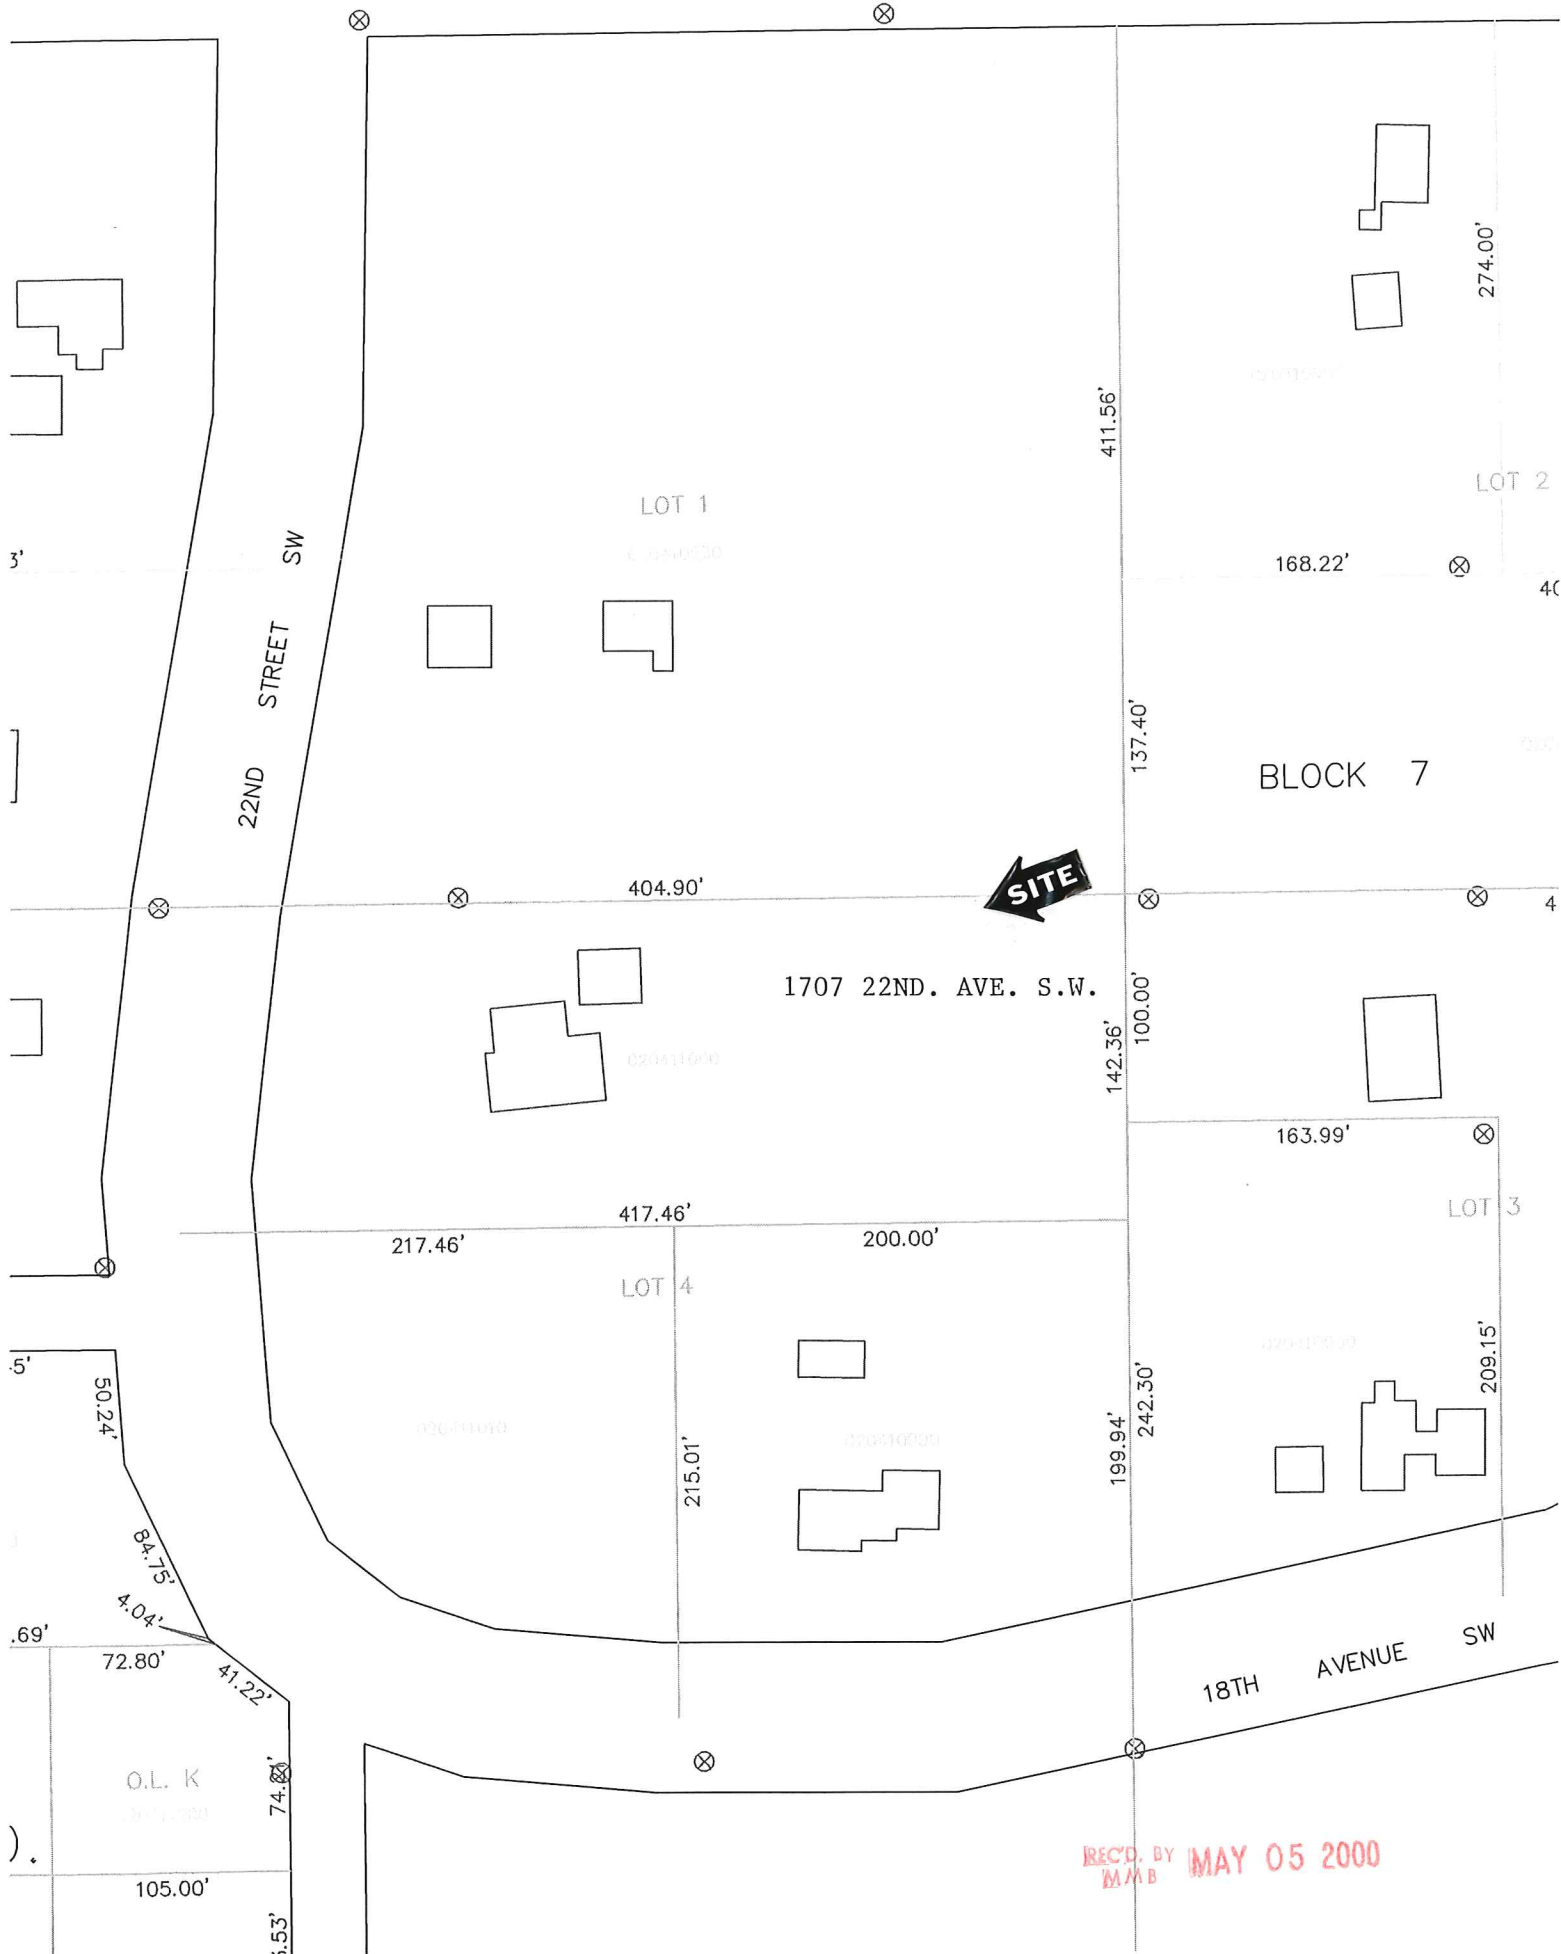 274.00'
411.56'
LOT 2
LOT 1
SW
3'
168.22'
STREET
137.40'
22ND
BLOCK 7
SITE
404.90'
1707 22ND. AVE. S.W.
100.00'
142.36'
163.99'
LOT 3
417.46'
217.46'
200.00'
LOT 4
209.15'
50.24'
242.30'
199.94'
215.01'
84.75'
4.04'
.69'
72.80'
41.22'
18TH AVENUE SW
O.L. K
REC'D. BY MMB MAY 05 2000
105.00'